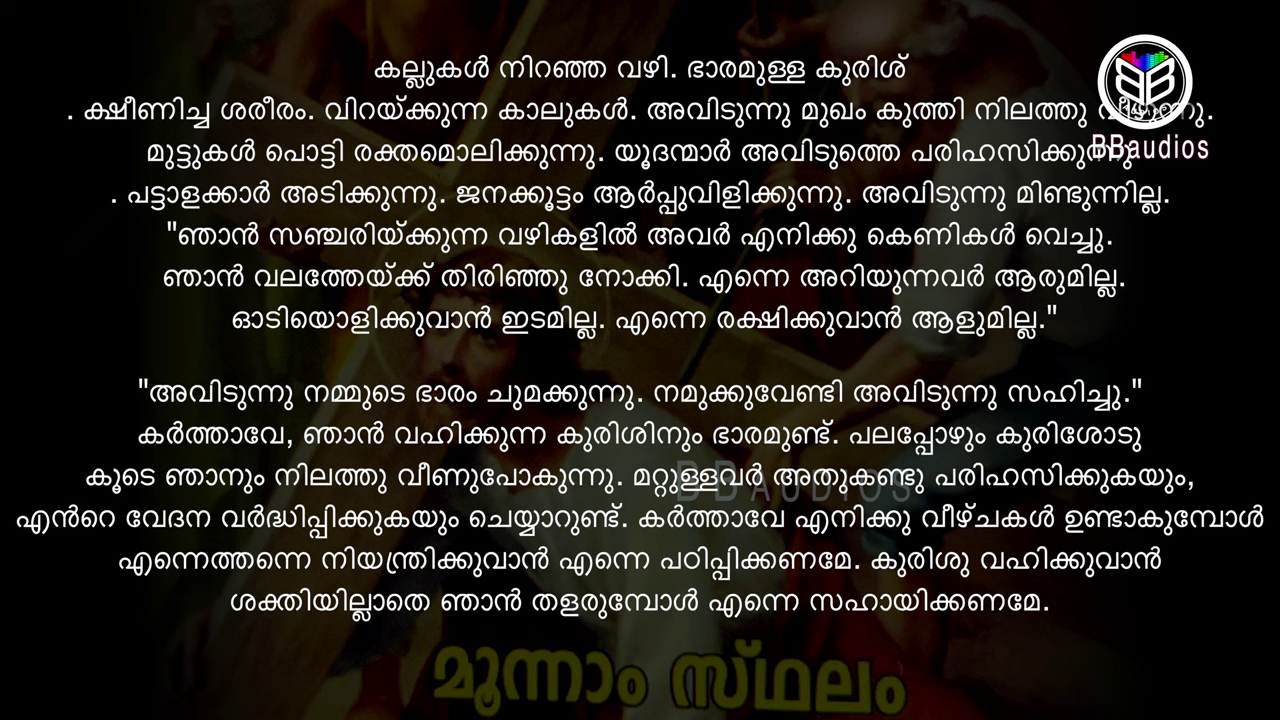 കല്ലുകൾ നിറഞ്ഞ വഴി. ഭാരമുള്ള കുരിശ്
. ക്ഷീണിച്ച ശരീരം. വിറയ്ക്കുന്ന കാലുകൾ. അവിടുന്നു മുഖം കുത്തി നിലത്തു വീഴുന്നു.
മുട്ടുകൾ പൊട്ടി രക്തമൊലിക്കുന്നു. യൂദന്മാർ അവിടുത്തെ പരിഹസിക്കുന്നു
. പട്ടാളക്കാർ അടിക്കുന്നു. ജനക്കൂട്ടം ആർപ്പുവിളിക്കുന്നു. അവിടുന്നു മിണ്ടുന്നില്ല.
"ഞാൻ സഞ്ചരിയ്ക്കുന്ന വഴികളിൽ അവർ എനിക്കു കെണികൾ വെച്ചു.
ഞാൻ വലത്തേയ്ക്ക് തിരിഞ്ഞു നോക്കി. എന്നെ അറിയുന്നവർ ആരുമില്ല.
ഓടിയൊളിക്കുവാൻ ഇടമില്ല. എന്നെ രക്ഷിക്കുവാൻ ആളുമില്ല."
"അവിടുന്നു നമ്മുടെ ഭാരം ചുമക്കുന്നു. നമുക്കുവേണ്ടി അവിടുന്നു സഹിച്ചു."
കർത്താവേ, ഞാൻ വഹിക്കുന്ന കുരിശിനും ഭാരമുണ്ട്. പലപ്പോഴും കുരിശോടു
കൂടെ ഞാനും നിലത്തു വീണുപോകുന്നു. മറ്റുള്ളവർ അതുകണ്ടു പരിഹസിക്കുകയും,
എൻറെ വേദന വർദ്ധിപ്പിക്കുകയും ചെയ്യാറുണ്ട്. കർത്താവേ എനിക്കു വീഴ്ചകൾ ഉണ്ടാകുമ്പോൾ
എന്നെത്തന്നെ നിയന്ത്രിക്കുവാൻ എന്നെ പഠിപ്പിക്കണമേ. കുരിശു വഹിക്കുവാൻ
ശക്തിയില്ലാതെ ഞാൻ തളരുമ്പോൾ എന്നെ സഹായിക്കണമേ.
മൂന്നാം സ്ഥലം
BBaudios
BBAUDIOS